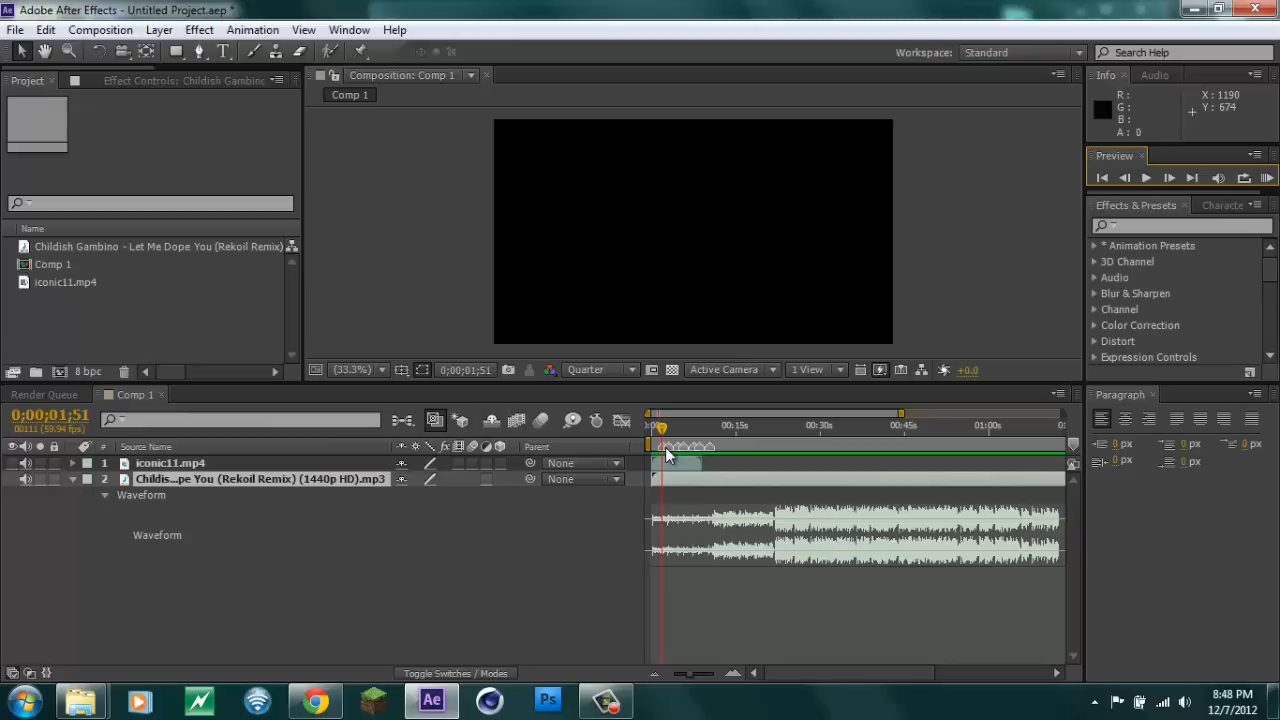 Adobe After Effects - Untitled Project.aep *
File Edit Composition Layer Effect Animation View Window Help
Workspace: Standard Search Help
Project Effect Controls: Childish Gambino Composition: Comp 1 Info Audio
Comp 1
R: X: 1190
G: Y: 674
B:
A: 0
Preview
Effects & Presets Characte
Name
Childish Gambino - Let Me Dope You (Rekoil Remix)
Comp 1
iconic11.mp4
* Animation Presets
3D Channel
Audio
Blur & Sharpen
Channel
Color Correction
Distort
Expression Controls
8 bpc
(33.3%) 0;00;01;51 Quarter Active Camera 1 View +0.0
Render Queue Comp 1 Paragraph
0;00;01;51
00111 (59.94 fps)
00:15s 00:30s 00:45s 01:00s
Source Name Parent
iconic11.mp4 None
Childis...pe You (Rekoil Remix) (1440p HD).mp3 None
Waveform
Waveform
0 px 0 px 0 px
0 px 0 px
Toggle Switches / Modes
Ae Ps
8:48 PM
12/7/2012